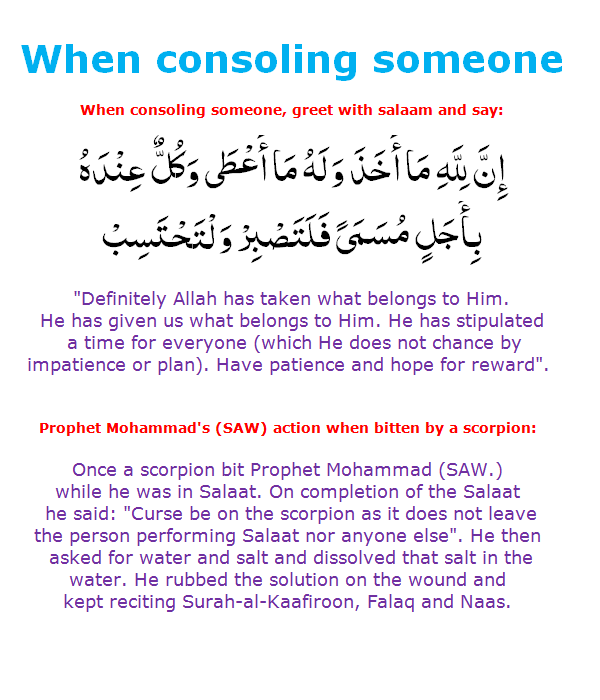 When consoling someone
When consoling someone, greet with salaam and say:
إِنَّ لِلَّهِ مَا أَخَذَ وَلَهُ مَا أَعْطَى وَكُلٌّ عِنْدَهُ
بِأَجَلٍ مُسَمَىً فَلَتَصْبِرْ وَلْتَحْتَسِبْ
"Definitely Allah has taken what belongs to Him.
He has given us what belongs to Him. He has stipulated
a time for everyone (which He does not chance by
impatience or plan). Have patience and hope for reward".
Prophet Mohammad's (SAW) action when bitten by a scorpion:
Once a scorpion bit Prophet Mohammad (SAW.)
while he was in Salaat. On completion of the Salaat
he said: "Curse be on the scorpion as it does not leave
the person performing Salaat nor anyone else". He then
asked for water and salt and dissolved that salt in the
water. He rubbed the solution on the wound and
kept reciting Surah-al-Kaafiroon, Falaq and Naas.